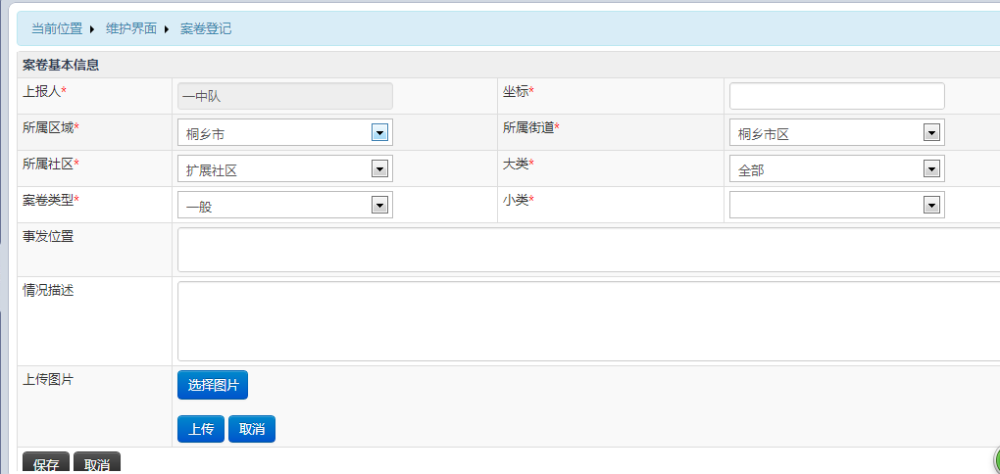 当前位置 维护界面 案卷登记
案卷基本信息
上报人* 一中队 坐标*
所属区域* 桐乡市 所属街道* 桐乡市区
所属社区* 扩展社区 大类* 全部
案卷类型* 一般 小类*
事发位置
情况描述
上传图片 选择图片
上传 取消
保存 取消